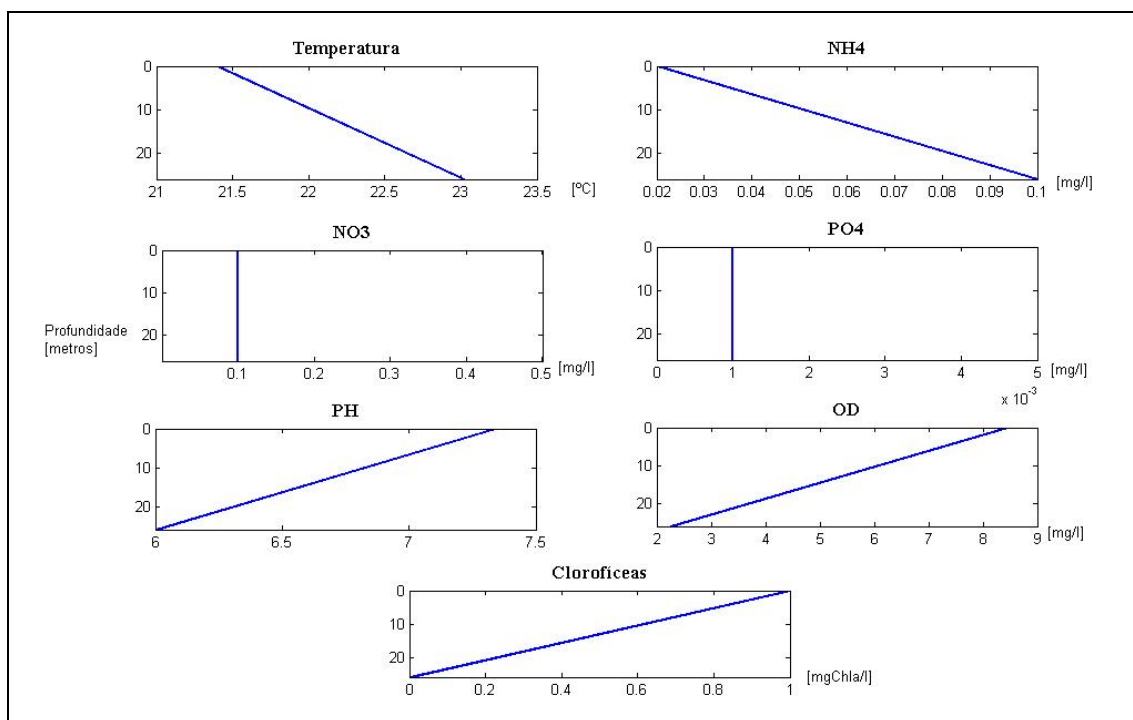 Temperatura
0
10
20
21 21.5 22 22.5 23 23.5 [ºC]
NH4
0
10
20
0.02 0.03 0.04 0.05 0.06 0.07 0.08 0.09 0.1 [mg/l]
NO3
0
10
20
0.1 0.2 0.3 0.4 0.5 [mg/l]
PO4
0
10
20
0 1 2 3 4 5 [mg/l]
x 10⁻³
Profundidade
[metros]
PH
0
10
20
6 6.5 7 7.5
OD
0
10
20
2 3 4 5 6 7 8 9 [mg/l]
Clorofíceas
0
10
20
0 0.2 0.4 0.6 0.8 1 [mgChla/l]